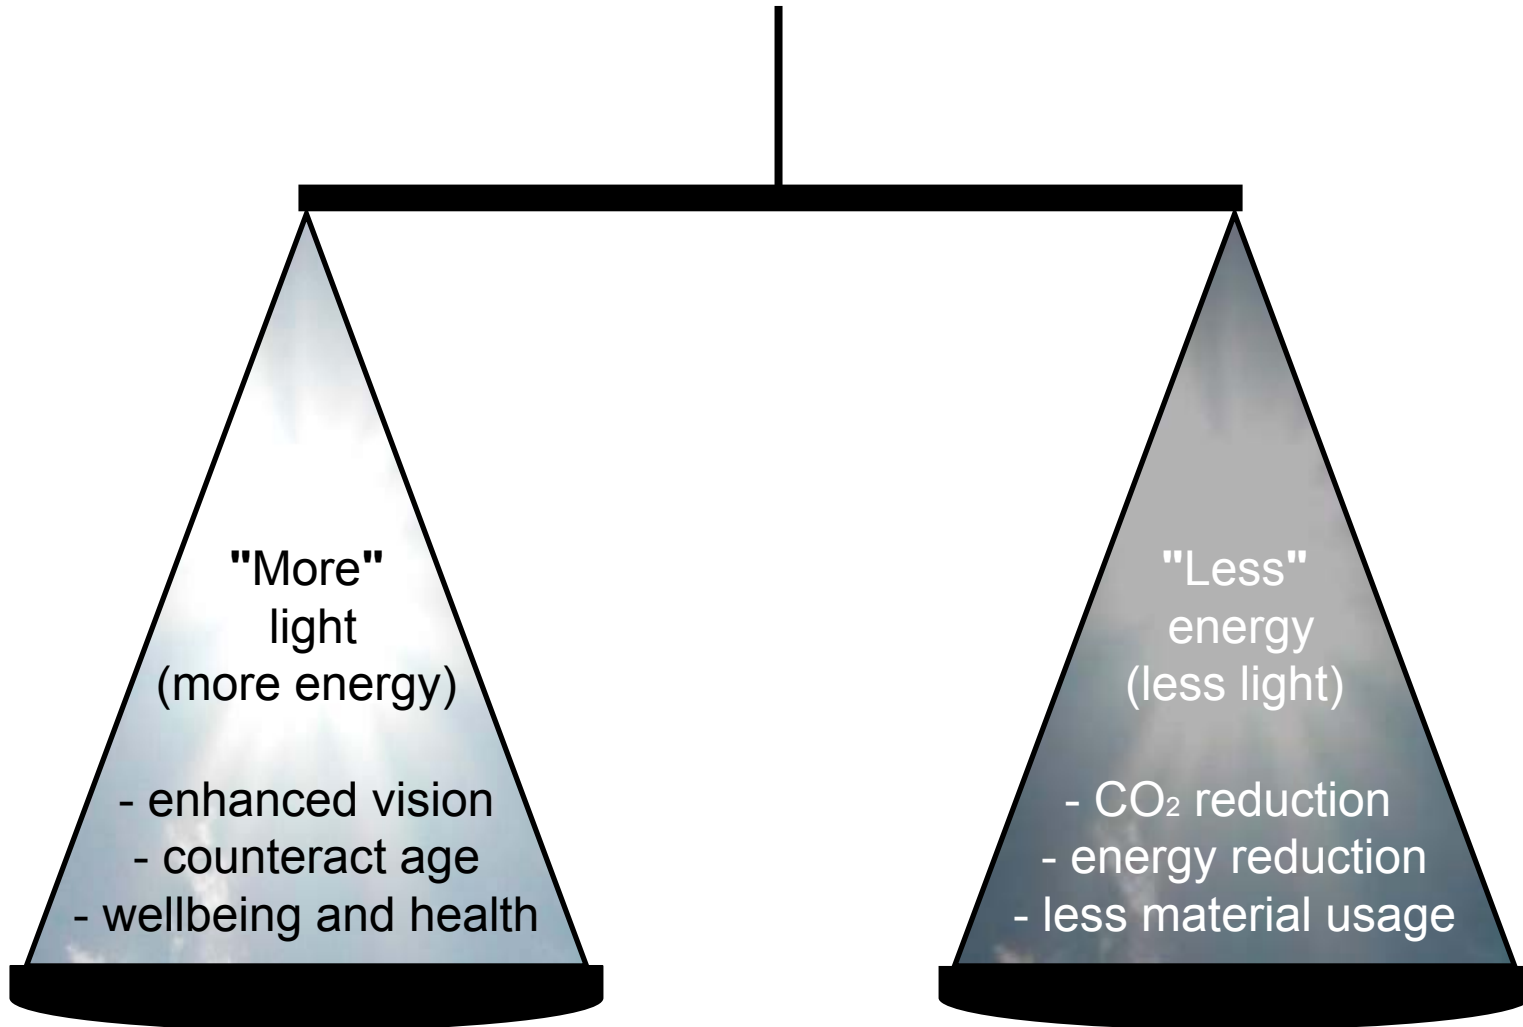 "More"
light
(more energy)
- enhanced vision
- counteract age
- wellbeing and health
"Less"
energy
(less light)
- CO₂ reduction
- energy reduction
- less material usage